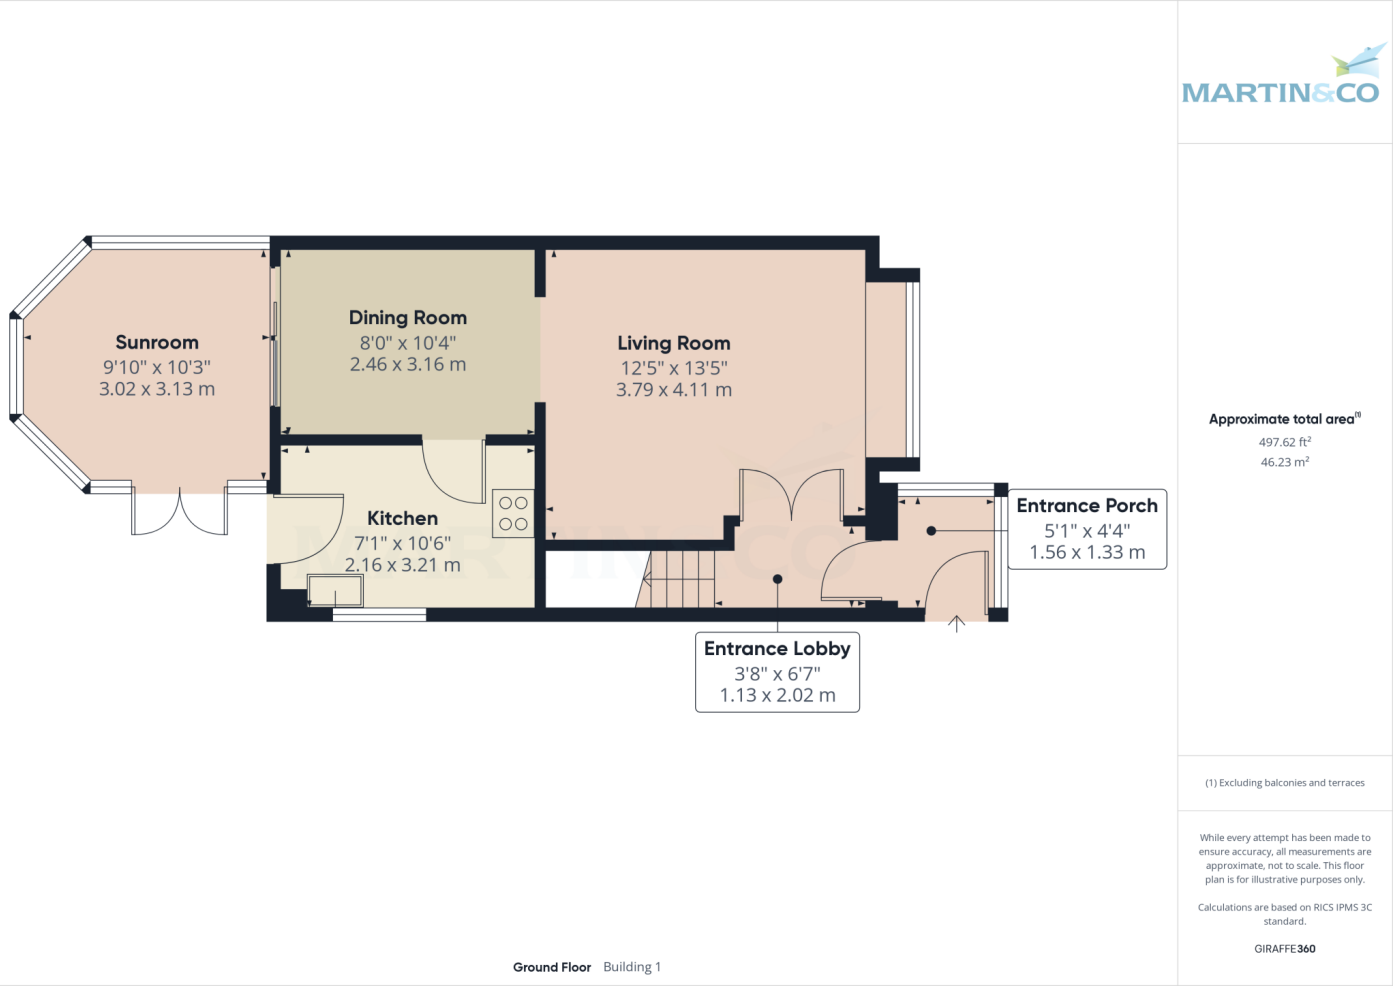 MARTIN&CO
Sunroom
9'10" x 10'3"
3.02 x 3.13 m
Dining Room
8'0" x 10'4"
2.46 x 3.16 m
Living Room
12'5" x 13'5"
3.79 x 4.11 m
Kitchen
7'1" x 10'6"
2.16 x 3.21 m
Entrance Porch
5'1" x 4'4"
1.56 x 1.33 m
Entrance Lobby
3'8" x 6'7"
1.13 x 2.02 m
MARTIN&CO
Approximate total area(1)
497.62 ft²
46.23 m²
(1) Excluding balconies and terraces
While every attempt has been made to
ensure accuracy, all measurements are
approximate, not to scale. This floor
plan is for illustrative purposes only.
Calculations are based on RICS IPMS 3C
standard.
GIRAFFE360
Ground Floor Building 1